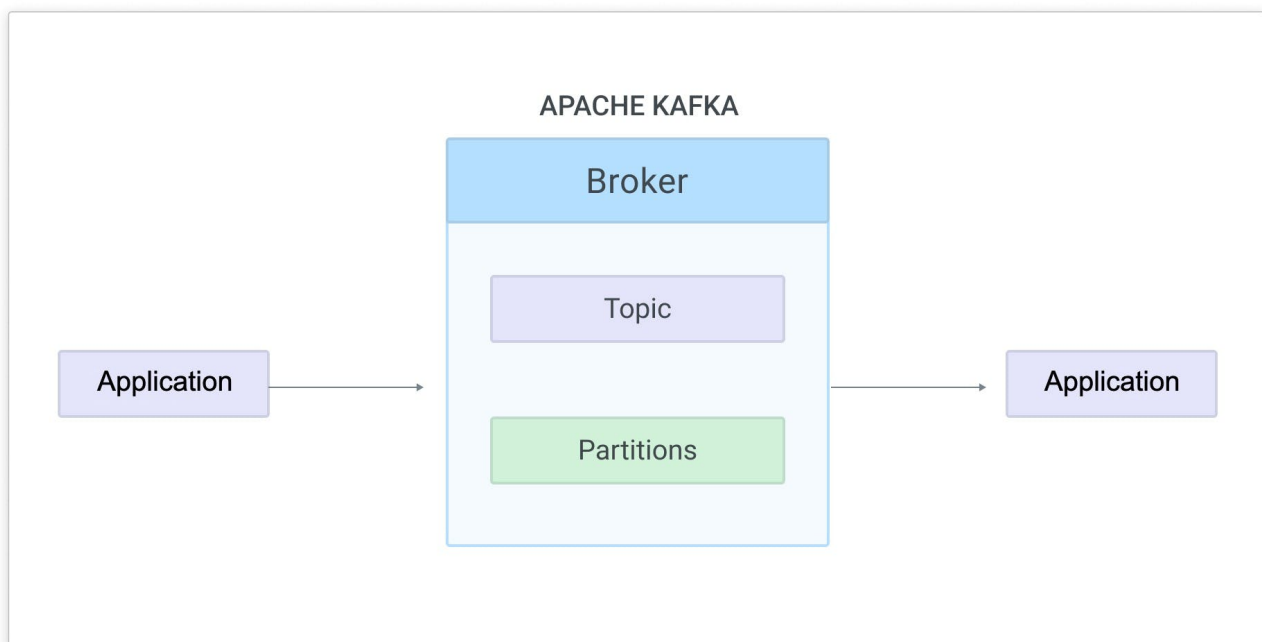 APACHE KAFKA
Broker
Topic
Application
Application
Partitions